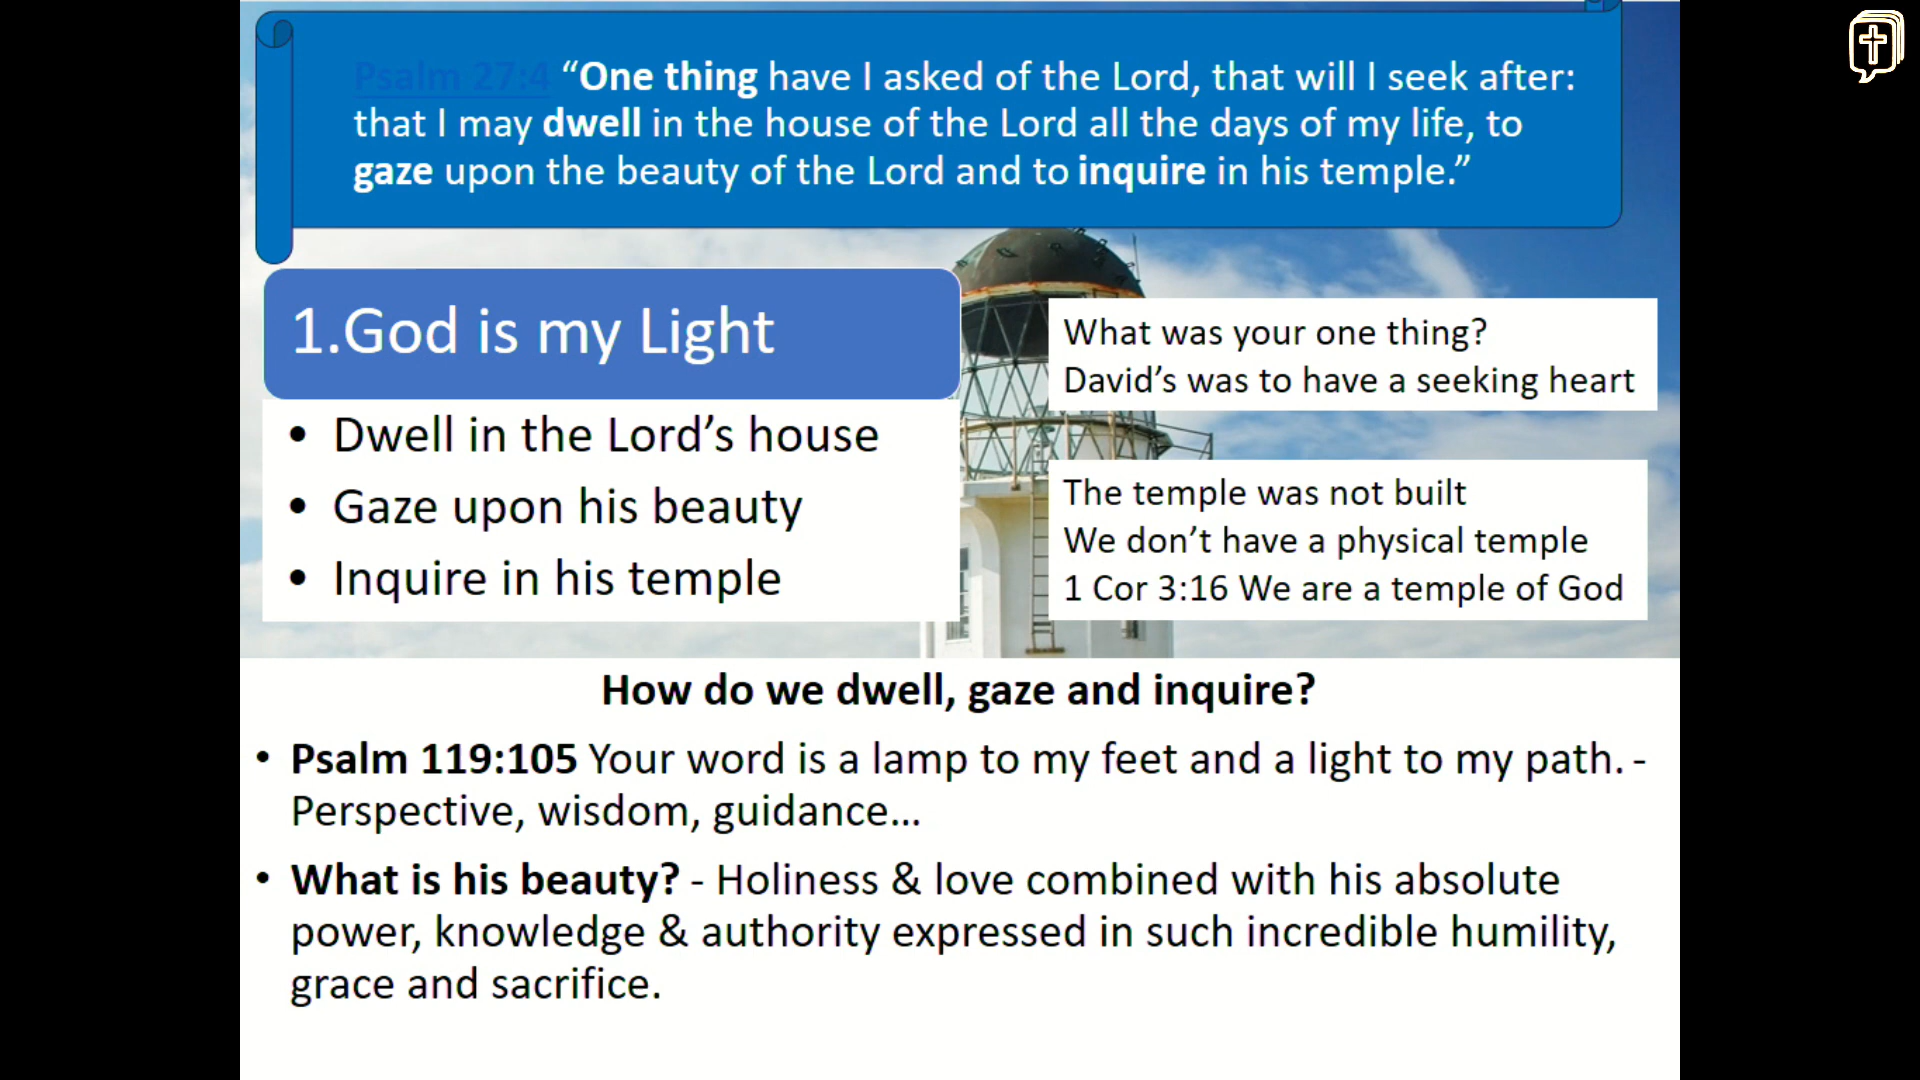 Psalm 27:4 “One thing have I asked of the Lord, that will I seek after:
that I may dwell in the house of the Lord all the days of my life, to
gaze upon the beauty of the Lord and to inquire in his temple.”
1.God is my Light
• Dwell in the Lord’s house
• Gaze upon his beauty
• Inquire in his temple
What was your one thing?
David’s was to have a seeking heart
The temple was not built
We don’t have a physical temple
1 Cor 3:16 We are a temple of God
How do we dwell, gaze and inquire?
• Psalm 119:105 Your word is a lamp to my feet and a light to my path. -
Perspective, wisdom, guidance...
• What is his beauty? - Holiness & love combined with his absolute
power, knowledge & authority expressed in such incredible humility,
grace and sacrifice.